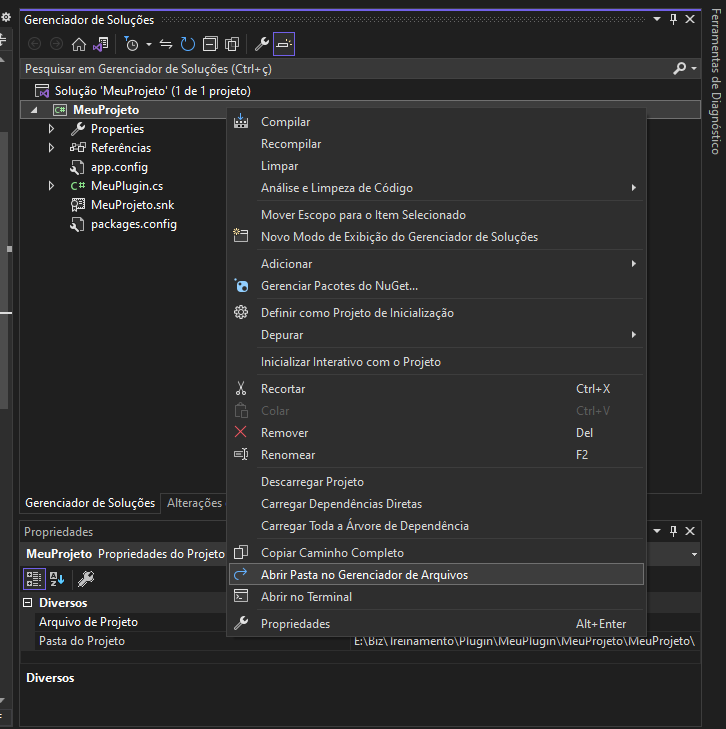 Gerenciador de Soluções
Pesquisar em Gerenciador de Soluções (Ctrl+ç)
Solução 'MeuProjeto' (1 de 1 projeto)
C# MeuProjeto
Properties
Referências
app.config
C# MeuPlugin.cs
MeuProjeto.snk
packages.config
Compilar
Recompilar
Limpar
Análise e Limpeza de Código
Mover Escopo para o Item Selecionado
Novo Modo de Exibição do Gerenciador de Soluções
Adicionar
Gerenciar Pacotes do NuGet...
Definir como Projeto de Inicialização
Depurar
Inicializar Interativo com o Projeto
Recortar Ctrl+X
Colar Ctrl+V
Remover Del
Renomear F2
Descarregar Projeto
Carregar Dependências Diretas
Carregar Toda a Árvore de Dependência
Copiar Caminho Completo
Abrir Pasta no Gerenciador de Arquivos
Abrir no Terminal
Propriedades Alt+Enter
Gerenciador de Soluções Alterações
Propriedades
MeuProjeto Propriedades do Projeto
Diversos
Arquivo de Projeto
Pasta do Projeto E:\Biz\Treinamento\Plugin\MeuPlugin\MeuProjeto\MeuProjeto\
Diversos
Ferramentas de Diagnóstico